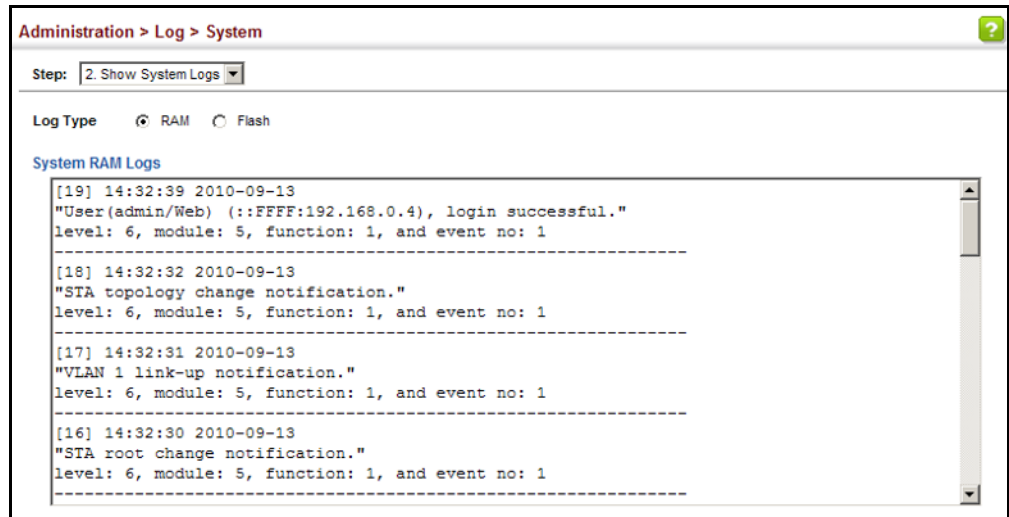 Administration > Log > System
?
Step: 2. Show System Logs
Log Type RAM Flash
System RAM Logs
[19] 14:32:39 2010-09-13
"User(admin/Web) (::FFFF:192.168.0.4), login successful."
level: 6, module: 5, function: 1, and event no: 1
---------------------------------------------------------------
[18] 14:32:32 2010-09-13
"STA topology change notification."
level: 6, module: 5, function: 1, and event no: 1
---------------------------------------------------------------
[17] 14:32:31 2010-09-13
"VLAN 1 link-up notification."
level: 6, module: 5, function: 1, and event no: 1
---------------------------------------------------------------
[16] 14:32:30 2010-09-13
"STA root change notification."
level: 6, module: 5, function: 1, and event no: 1
---------------------------------------------------------------